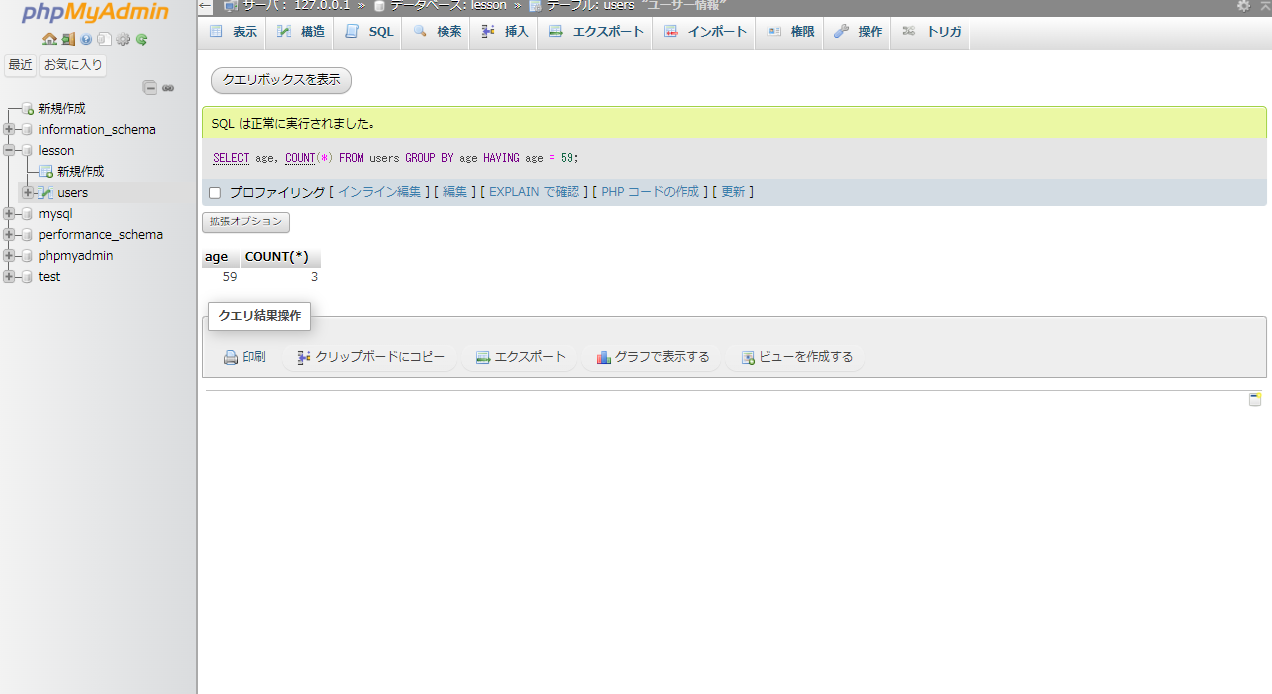 phpMyAdmin
最近 お気に入り
新規作成
information_schema
lesson
新規作成
users
mysql
performance_schema
phpmyadmin
test
サーバ: 127.0.0.1 » データベース: lesson » テーブル: users "ユーザー情報"
表示 構造 SQL 検索 挿入 エクスポート インポート 権限 操作 トリガ
クエリボックスを表示
SQL は正常に実行されました。
SELECT age, COUNT(*) FROM users GROUP BY age HAVING age = 59;
プロファイリング [ インライン編集 ] [ 編集 ] [ EXPLAIN で確認 ] [ PHP コードの作成 ] [ 更新 ]
拡張オプション
age COUNT(*)
59 3
クエリ結果操作
印刷 クリップボードにコピー エクスポート グラフで表示する ビューを作成する